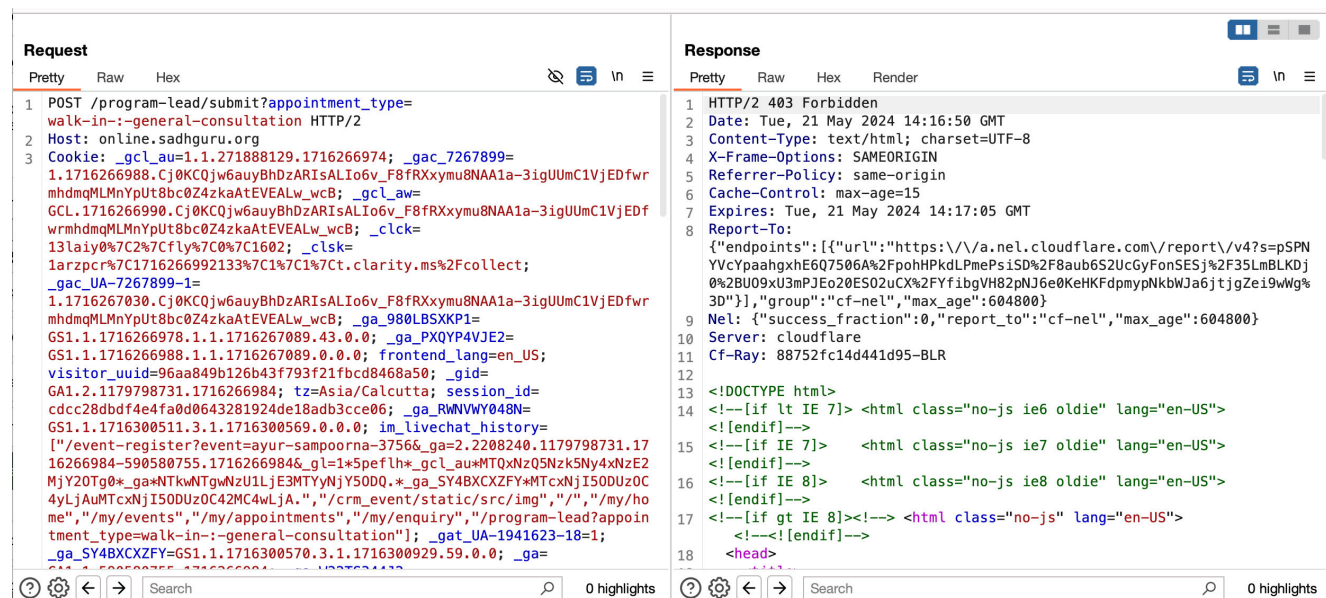 Request
Pretty Raw Hex \n
1 POST /program-lead/submit?appointment_type=
walk-in-:-general-consultation HTTP/2
2 Host: online.sadhguru.org
3 Cookie: _gcl_au=1.1.271888129.1716266974; _gac_7267899=
1.1716266988.Cj0KCQjw6auyBhDzARIsALIo6v_F8fRXxymu8NAA1a-3igUUmC1VjEDfwr
mhdmqMLMnYpUt8bc0Z4zkaAtEVEALw_wcB; _gcl_aw=
GCL.1716266990.Cj0KCQjw6auyBhDzARIsALIo6v_F8fRXxymu8NAA1a-3igUUmC1VjEDf
wrmhdmqMLMnYpUt8bc0Z4zkaAtEVEALw_wcB; _clck=
13laiy0%7C2%7Cfly%7C0%7C1602; _clsk=
1arzpcr%7C1716266992133%7C1%7C1%7Ct.clarity.ms%2Fcollect;
_gac_UA-7267899-1=
1.1716267030.Cj0KCQjw6auyBhDzARIsALIo6v_F8fRXxymu8NAA1a-3igUUmC1VjEDfwr
mhdmqMLMnYpUt8bc0Z4zkaAtEVEALw_wcB; _ga_980LBSXKP1=
GS1.1.1716266978.1.1.1716267089.43.0.0; _ga_PXQYP4VJE2=
GS1.1.1716266988.1.1.1716267089.0.0.0; frontend_lang=en_US;
visitor_uuid=96aa849b126b43f793f21fbcd8468a50; _gid=
GA1.2.1179798731.1716266984; tz=Asia/Calcutta; session_id=
cdcc28dbdf4e4fa0d0643281924de18adb3cce06; _ga_RWNVWY048N=
GS1.1.1716300511.3.1.1716300569.0.0.0; im_livechat_history=
["/event-register?event=ayur-sampoorna-3756&_ga=2.2208240.1179798731.17
16266984-590580755.1716266984&_gl=1*5peflh*_gcl_au*MTQxNzQ5Nzk5Ny4xNzE2
MjY2OTg0*_ga*NTkwNTgwNzU1LjE3MTYyNjY5ODQ.*_ga_SY4BXCXZFY*MTcxNjI5ODUzOC
4yLjAuMTcxNjI5ODUzOC42MC4wLjA.","/crm_event/static/src/img","/","/my/ho
me","/my/events","/my/appointments","/my/enquiry","/program-lead?appoin
tment_type=walk-in-:-general-consultation"]; _gat_UA-1941623-18=1;
_ga_SY4BXCXZFY=GS1.1.1716300570.3.1.1716300929.59.0.0; _ga=
Search 0 highlights
Response
Pretty Raw Hex Render \n
1 HTTP/2 403 Forbidden
2 Date: Tue, 21 May 2024 14:16:50 GMT
3 Content-Type: text/html; charset=UTF-8
4 X-Frame-Options: SAMEORIGIN
5 Referrer-Policy: same-origin
6 Cache-Control: max-age=15
7 Expires: Tue, 21 May 2024 14:17:05 GMT
8 Report-To:
{"endpoints":[{"url":"https:\/\/a.nel.cloudflare.com\/report\/v4?s=pSPN
YVcYpaahgxhE6Q7506A%2FpohHPkdLPmePsiSD%2F8aub6S2UcGyFonSESj%2F35LmBLKDj
0%2BUO9xU3mPJEo20ESO2uCX%2FYfibgVH82pNJ6e0KeHKFdpmypNkbWJa6jtjgZei9wWg%
3D"}],"group":"cf-nel","max_age":604800}
9 Nel: {"success_fraction":0,"report_to":"cf-nel","max_age":604800}
10 Server: cloudflare
11 Cf-Ray: 88752fc14d441d95-BLR
12
13 <!DOCTYPE html>
14 <!--[if lt IE 7]> <html class="no-js ie6 oldie" lang="en-US">
<![endif]-->
15 <!--[if IE 7]> <html class="no-js ie7 oldie" lang="en-US">
<![endif]-->
16 <!--[if IE 8]> <html class="no-js ie8 oldie" lang="en-US">
<![endif]-->
17 <!--[if gt IE 8]><!--> <html class="no-js" lang="en-US">
<!--<![endif]-->
18 <head>
Search 0 highlights